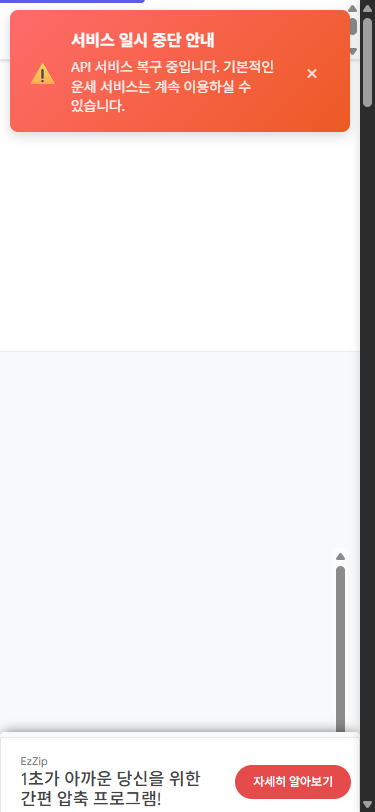 서비스 일시 중단 안내
API 서비스 복구 중입니다. 기본적인
운세 서비스는 계속 이용하실 수
있습니다.
×
EzZip
1초가 아까운 당신을 위한
간편 압축 프로그램!
자세히 알아보기